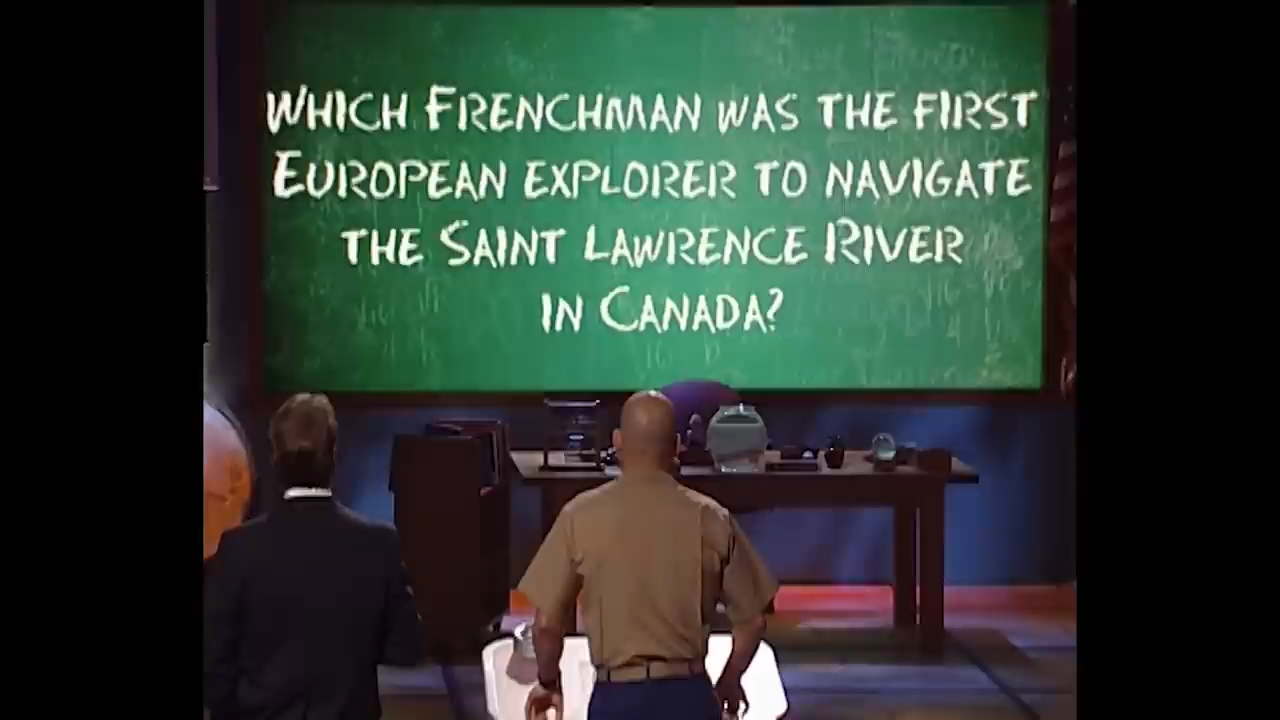 Which Frenchman was the first
European explorer to navigate
the Saint Lawrence River
in Canada?